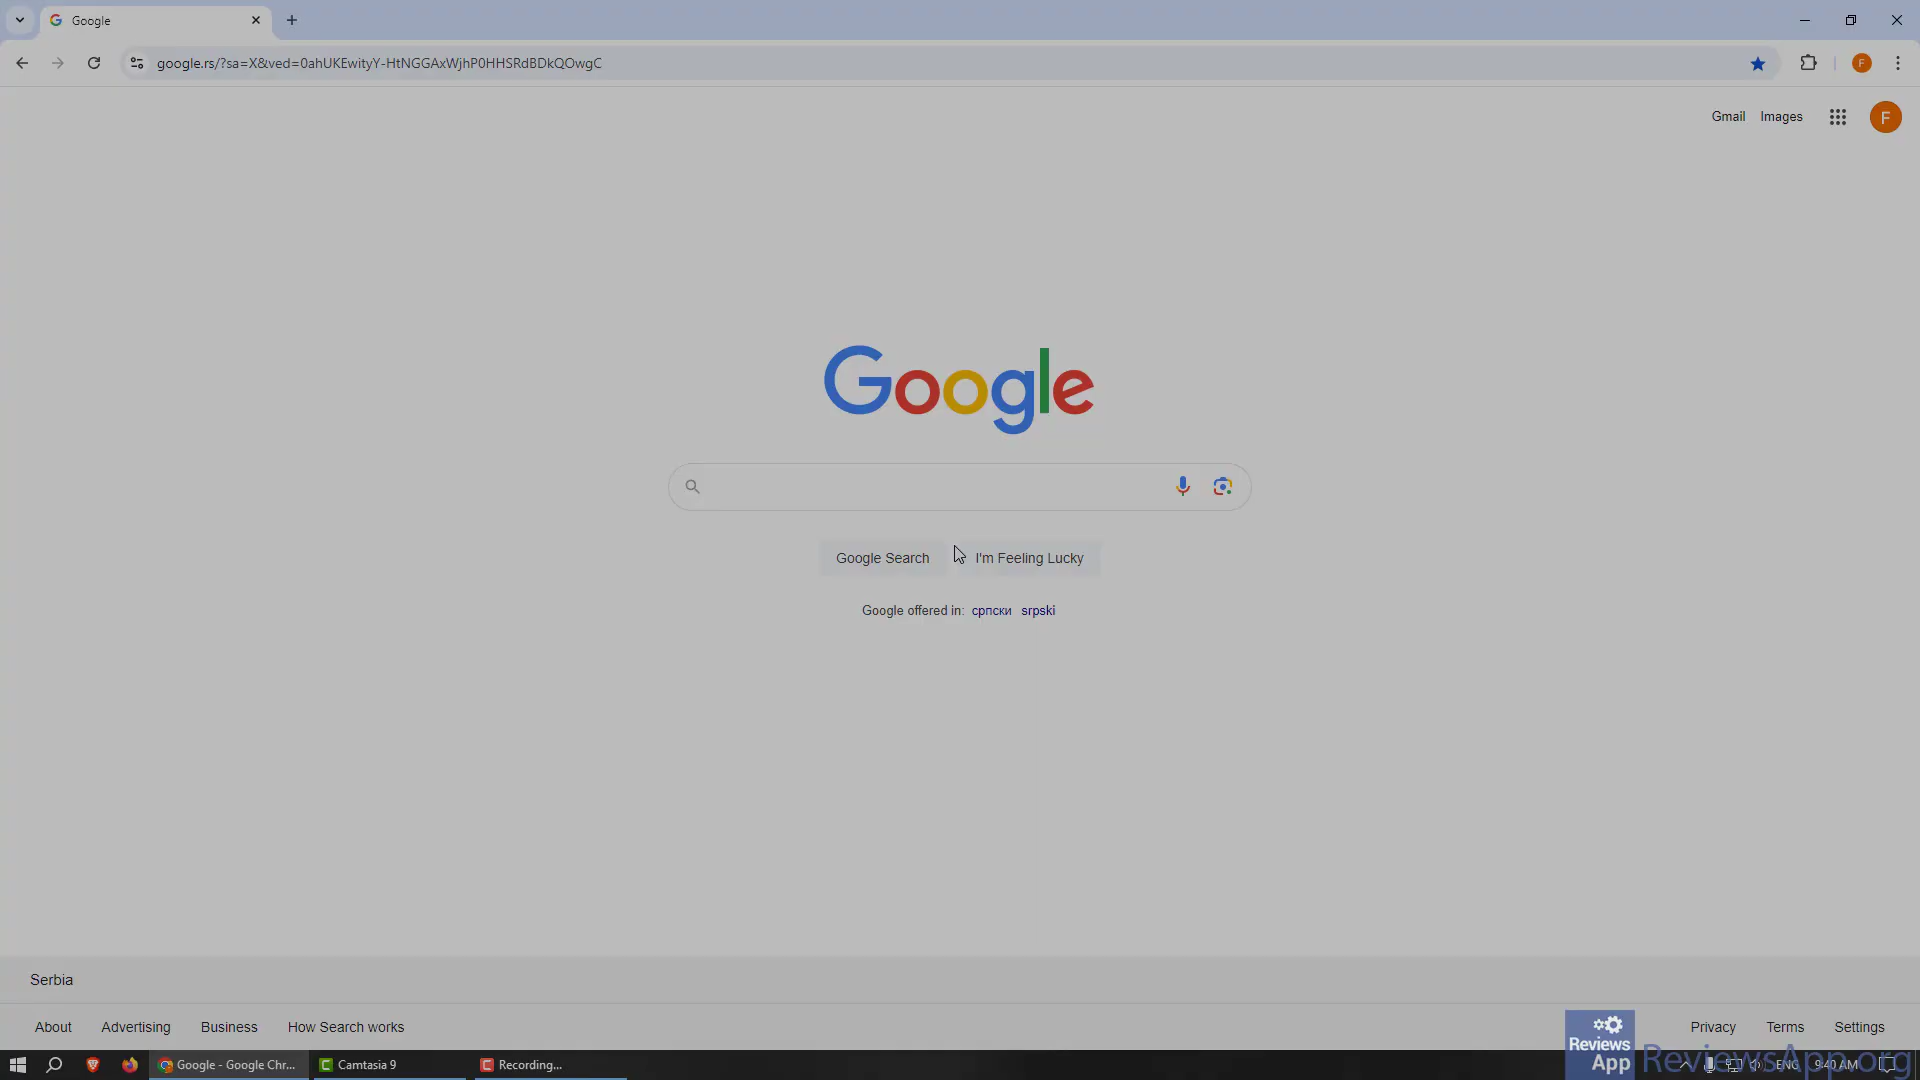 Google
google.rs/?sa=X&ved=0ahUKEwityY-HtNGGAxWjhP0HHSRdBDkQOwgC
F
Gmail Images
F
Google
Google Search I'm Feeling Lucky
Google offered in: српски srpski
Serbia
About Advertising Business How Search works
Privacy Terms Settings
Reviews
App
ReviewsApp.org
Google - Google Chr... Camtasia 9 Recording...
ENG 9:40 AM